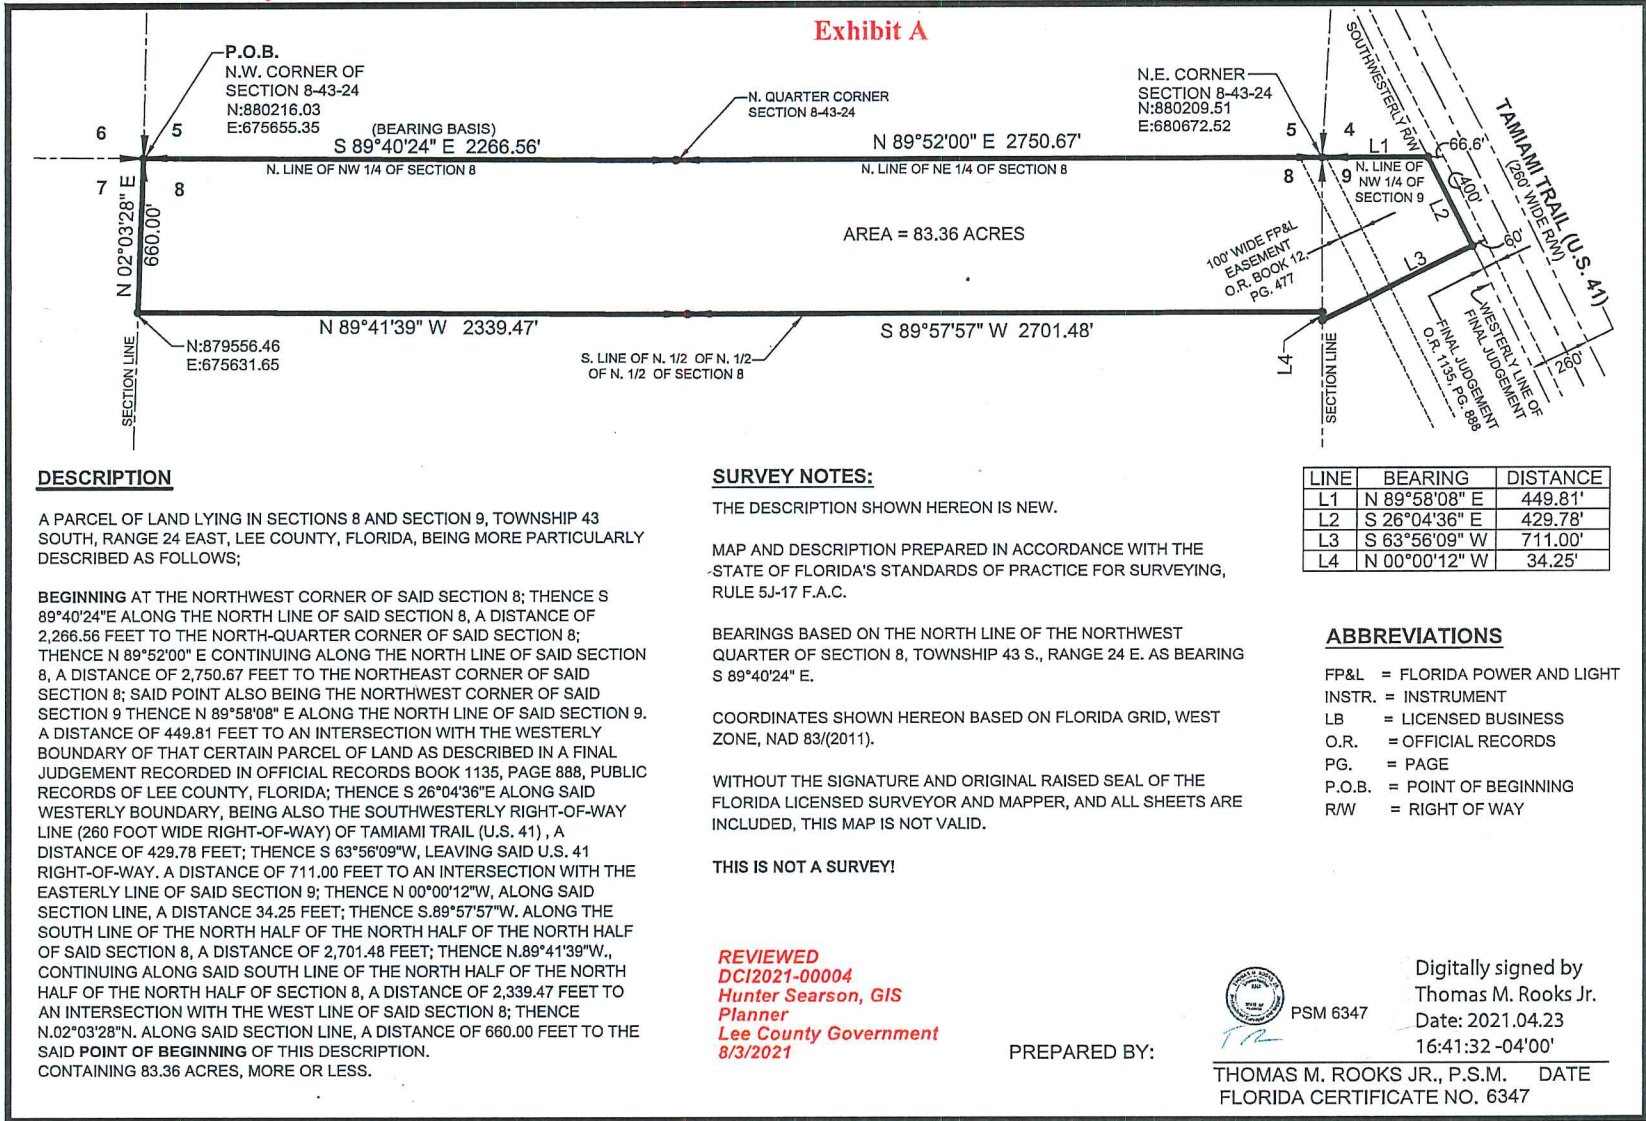 Exhibit A
P.O.B.
N.W. CORNER OF
SECTION 8-43-24
N:880216.03
E:675655.35
6
5
7
8
(BEARING BASIS)
S 89°40'24" E 2266.56'
N. LINE OF NW 1/4 OF SECTION 8
N. QUARTER CORNER
SECTION 8-43-24
N 89°52'00" E 2750.67'
N. LINE OF NE 1/4 OF SECTION 8
N.E. CORNER
SECTION 8-43-24
N:880209.51
E:680672.52
5
4
8
9
L1
N. LINE OF
NW 1/4 OF
SECTION 9
SOUTHWESTERLY R/W
66.6'
400'
L2
TAMIAMI TRAIL (U.S. 41)
(260' WIDE R/W)
60'
L3
N 02°03'28" E
660.00'
AREA = 83.36 ACRES
100' WIDE FP&L
EASEMENT
O.R. BOOK 12,
PG. 477
N 89°41'39" W 2339.47'
S 89°57'57" W 2701.48'
N:879556.46
E:675631.65
SECTION LINE
S. LINE OF N. 1/2 OF N. 1/2
OF N. 1/2 OF SECTION 8
L4
SECTION LINE
FINAL JUDGEMENT
O.R. 1135, PG. 888
WESTERLY LINE OF
FINAL JUDGEMENT
260'
DESCRIPTION
A PARCEL OF LAND LYING IN SECTIONS 8 AND SECTION 9, TOWNSHIP 43
SOUTH, RANGE 24 EAST, LEE COUNTY, FLORIDA, BEING MORE PARTICULARLY
DESCRIBED AS FOLLOWS;
BEGINNING AT THE NORTHWEST CORNER OF SAID SECTION 8; THENCE S
89°40'24"E ALONG THE NORTH LINE OF SAID SECTION 8, A DISTANCE OF
2,266.56 FEET TO THE NORTH-QUARTER CORNER OF SAID SECTION 8;
THENCE N 89°52'00" E CONTINUING ALONG THE NORTH LINE OF SAID SECTION
8, A DISTANCE OF 2,750.67 FEET TO THE NORTHEAST CORNER OF SAID
SECTION 8; SAID POINT ALSO BEING THE NORTHWEST CORNER OF SAID
SECTION 9 THENCE N 89°58'08" E ALONG THE NORTH LINE OF SAID SECTION 9.
A DISTANCE OF 449.81 FEET TO AN INTERSECTION WITH THE WESTERLY
BOUNDARY OF THAT CERTAIN PARCEL OF LAND AS DESCRIBED IN A FINAL
JUDGEMENT RECORDED IN OFFICIAL RECORDS BOOK 1135, PAGE 888, PUBLIC
RECORDS OF LEE COUNTY, FLORIDA; THENCE S 26°04'36"E ALONG SAID
WESTERLY BOUNDARY, BEING ALSO THE SOUTHWESTERLY RIGHT-OF-WAY
LINE (260 FOOT WIDE RIGHT-OF-WAY) OF TAMIAMI TRAIL (U.S. 41) , A
DISTANCE OF 429.78 FEET; THENCE S 63°56'09"W, LEAVING SAID U.S. 41
RIGHT-OF-WAY. A DISTANCE OF 711.00 FEET TO AN INTERSECTION WITH THE
EASTERLY LINE OF SAID SECTION 9; THENCE N 00°00'12"W, ALONG SAID
SECTION LINE, A DISTANCE 34.25 FEET; THENCE S.89°57'57"W. ALONG THE
SOUTH LINE OF THE NORTH HALF OF THE NORTH HALF OF THE NORTH HALF
OF SAID SECTION 8, A DISTANCE OF 2,701.48 FEET; THENCE N.89°41'39"W.,
CONTINUING ALONG SAID SOUTH LINE OF THE NORTH HALF OF THE NORTH
HALF OF THE NORTH HALF OF SECTION 8, A DISTANCE OF 2,339.47 FEET TO
AN INTERSECTION WITH THE WEST LINE OF SAID SECTION 8; THENCE
N.02°03'28"N. ALONG SAID SECTION LINE, A DISTANCE OF 660.00 FEET TO THE
SAID POINT OF BEGINNING OF THIS DESCRIPTION.
CONTAINING 83.36 ACRES, MORE OR LESS.
SURVEY NOTES:
THE DESCRIPTION SHOWN HEREON IS NEW.
MAP AND DESCRIPTION PREPARED IN ACCORDANCE WITH THE
STATE OF FLORIDA'S STANDARDS OF PRACTICE FOR SURVEYING,
RULE 5J-17 F.A.C.
BEARINGS BASED ON THE NORTH LINE OF THE NORTHWEST
QUARTER OF SECTION 8, TOWNSHIP 43 S., RANGE 24 E. AS BEARING
S 89°40'24" E.
COORDINATES SHOWN HEREON BASED ON FLORIDA GRID, WEST
ZONE, NAD 83/(2011).
WITHOUT THE SIGNATURE AND ORIGINAL RAISED SEAL OF THE
FLORIDA LICENSED SURVEYOR AND MAPPER, AND ALL SHEETS ARE
INCLUDED, THIS MAP IS NOT VALID.
THIS IS NOT A SURVEY!
LINE BEARING DISTANCE
L1 N 89°58'08" E 449.81'
L2 S 26°04'36" E 429.78'
L3 S 63°56'09" W 711.00'
L4 N 00°00'12" W 34.25'
ABBREVIATIONS
FP&L = FLORIDA POWER AND LIGHT
INSTR. = INSTRUMENT
LB = LICENSED BUSINESS
O.R. = OFFICIAL RECORDS
PG. = PAGE
P.O.B. = POINT OF BEGINNING
R/W = RIGHT OF WAY
REVIEWED
DCI2021-00004
Hunter Searson, GIS
Planner
Lee County Government
8/3/2021
PREPARED BY:
PSM 6347
Digitally signed by
Thomas M. Rooks Jr.
Date: 2021.04.23
16:41:32 -04'00'
THOMAS M. ROOKS JR., P.S.M. DATE
FLORIDA CERTIFICATE NO. 6347